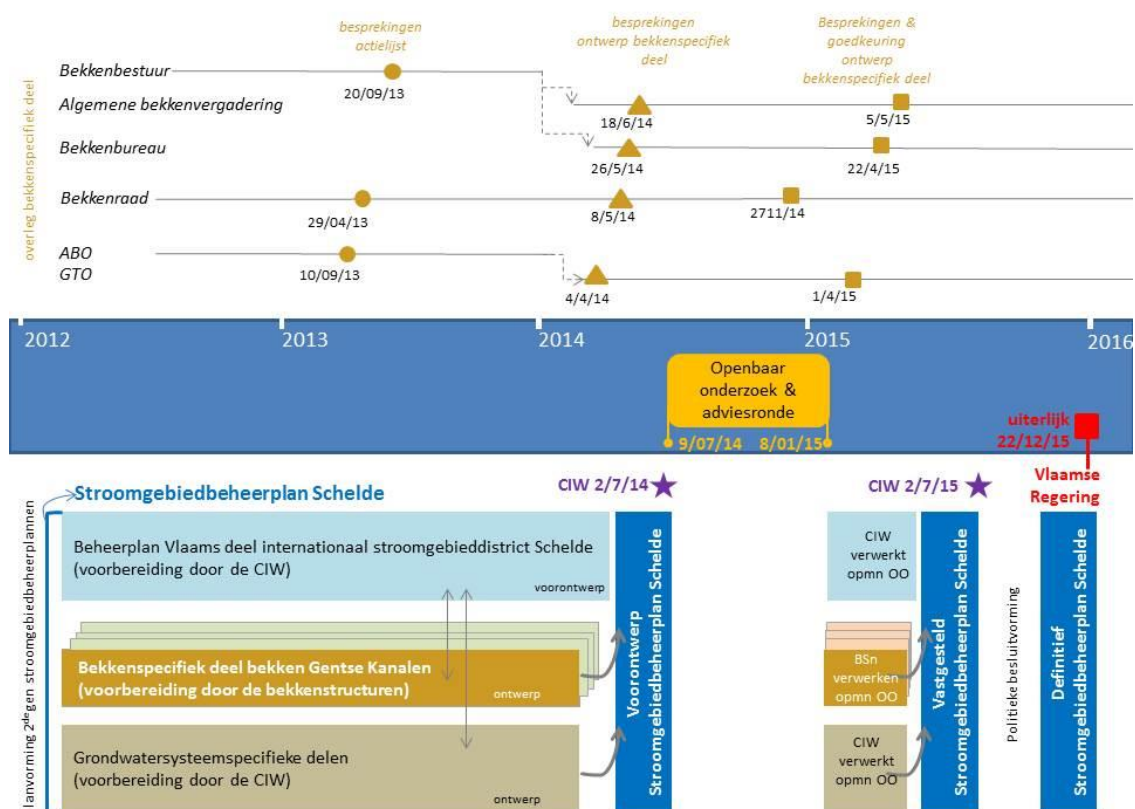 besprekingen
actielijst
besprekingen
ontwerp bekkenspecifiek
deel
Besprekingen &
goedkeuring
ontwerp
bekkenspecifiek deel
overleg bekkenspecifiek deel
Bekkenbestuur
20/09/13
Algemene bekkenvergadering
18/6/14
5/5/15
Bekkenbureau
26/5/14
22/4/15
Bekkenraad
29/04/13
8/5/14
2711/14
ABO
GTO
10/09/13
4/4/14
1/4/15
2012
2013
2014
2015
2016
Openbaar
onderzoek &
adviesronde
9/07/14
8/01/15
uiterlijk
22/12/15
Vlaamse
Regering
lanvorming 2de gen stroomgebiedbeheerplannen
Stroomgebiedbeheerplan Schelde
CIW 2/7/14
CIW 2/7/15
Beheerplan Vlaams deel internationaal stroomgebieddistrict Schelde
(voorbereiding door de CIW)
voorontwerp
Bekkenspecifiek deel bekken Gentse Kanalen
(voorbereiding door de bekkenstructuren)
ontwerp
Grondwatersysteemspecifieke delen
(voorbereiding door de CIW)
ontwerp
Voorontwerp
Stroomgebiedbeheerplan Schelde
CIW
verwerkt
opmn OO
BSn
verwerken
opmn OO
CIW
verwerkt
opmn OO
Vastgesteld
Stroomgebiedbeheerplan Schelde
Politieke besluitvorming
Definitief
Stroomgebiedbeheerplan Schelde